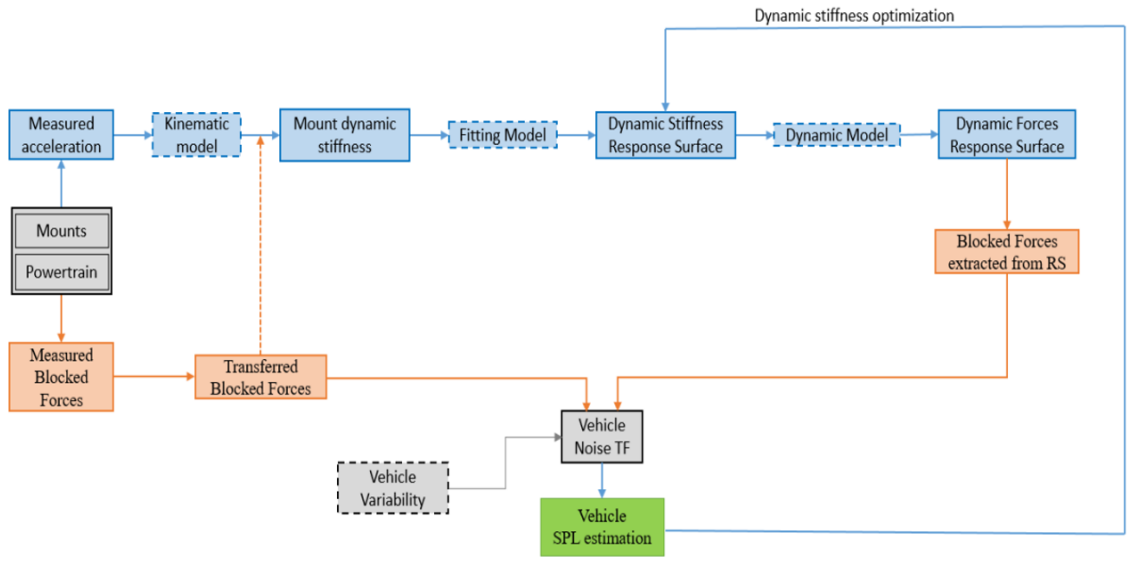 Dynamic stiffness optimization
Measured
acceleration
Kinematic
model
Mount dynamic
stiffness
Fitting Model
Dynamic Stiffness
Response Surface
Dynamic Model
Dynamic Forces
Response Surface
Mounts
Powertrain
Blocked Forces
extracted from RS
Measured
Blocked
Forces
Transferred
Blocked Forces
Vehicle
Noise TF
Vehicle
Variability
Vehicle
SPL estimation